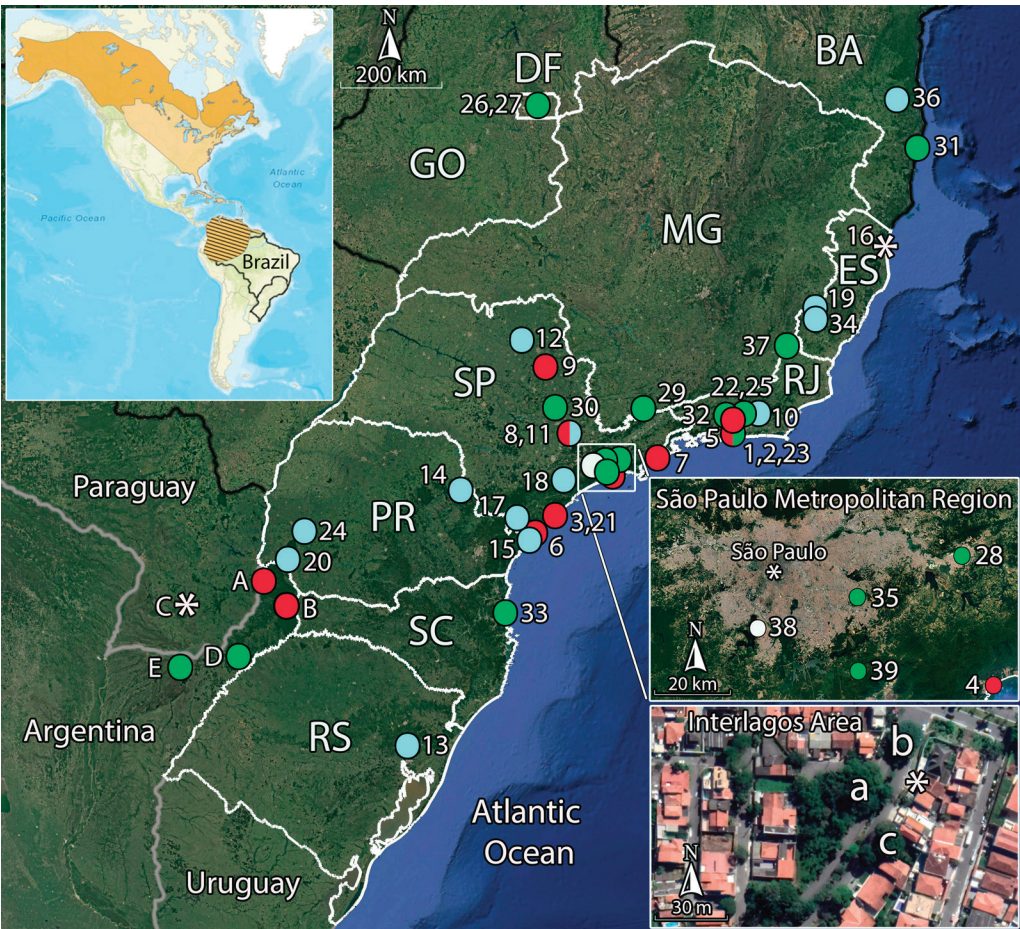 N
200 km
Atlantic
Ocean
Pacific Ocean
Brazil
BA
DF
26,27
36
31
GO
MG
16
*
ES
19
34
12
9
37
SP
RJ
30
29
22,25
32
10
8,11
5
1,2,23
7
18
14
Paraguay
PR
17
3,21
15
6
24
20
A
B
C *
33
SC
D
E
Argentina
RS
13
Atlantic
Ocean
Uruguay
São Paulo Metropolitan Region
São Paulo
*
28
35
38
N
39
20 km
4
Interlagos Area
b
a
*
c
N
30 m